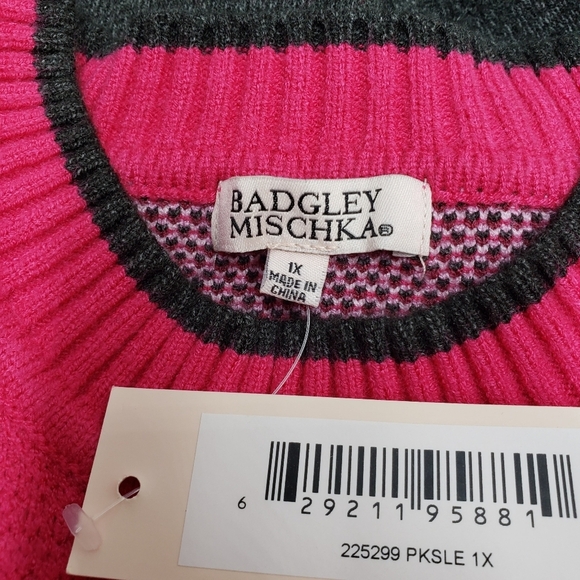 BADGLEY
MISCHKA®
1X
MADE IN
CHINA
6 29211 95881
225299 PKSLE 1X